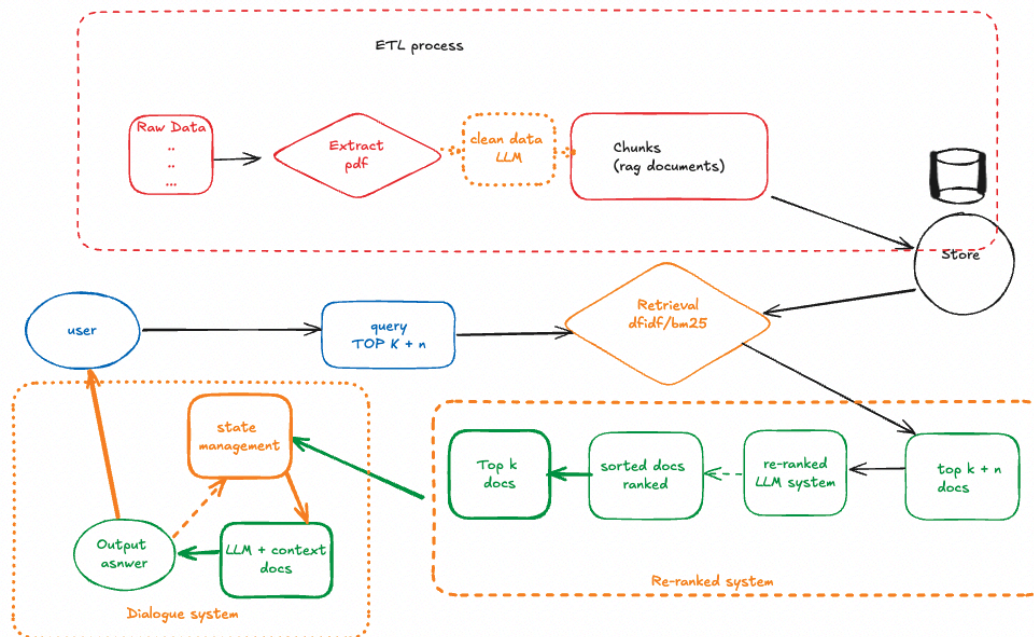 ETL process
Raw Data
..
..
...
Extract
pdf
clean data
LLM
Chunks
(rag documents)
Store
user
query
TOP K + n
Retrieval
dfidf/bm25
state
management
Top k
docs
sorted docs
ranked
re-ranked
LLM system
top k + n
docs
Output
asnwer
LLM + context
docs
Dialogue system
Re-ranked system